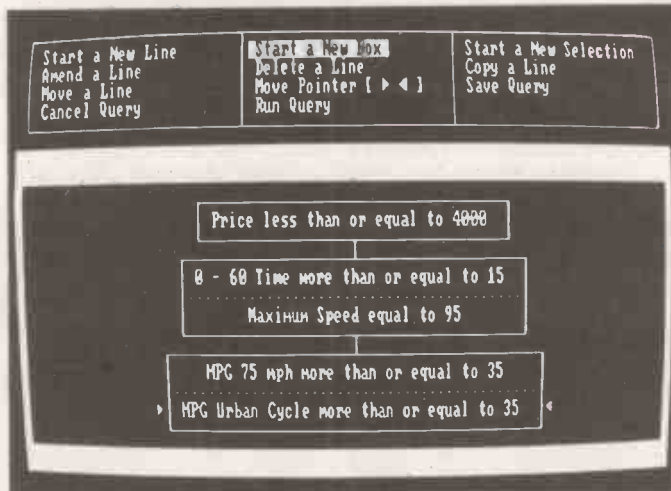 Start a New Line
Amend a Line
Move a Line
Cancel Query
Start a New Box
Delete a Line
Move Pointer [ ▶ ◀ ]
Run Query
Start a New Selection
Copy a Line
Save Query
Price less than or equal to 4000
0 - 60 Time more than or equal to 15
Maximum Speed equal to 95
MPG 75 mph more than or equal to 35
MPG Urban Cycle more than or equal to 35